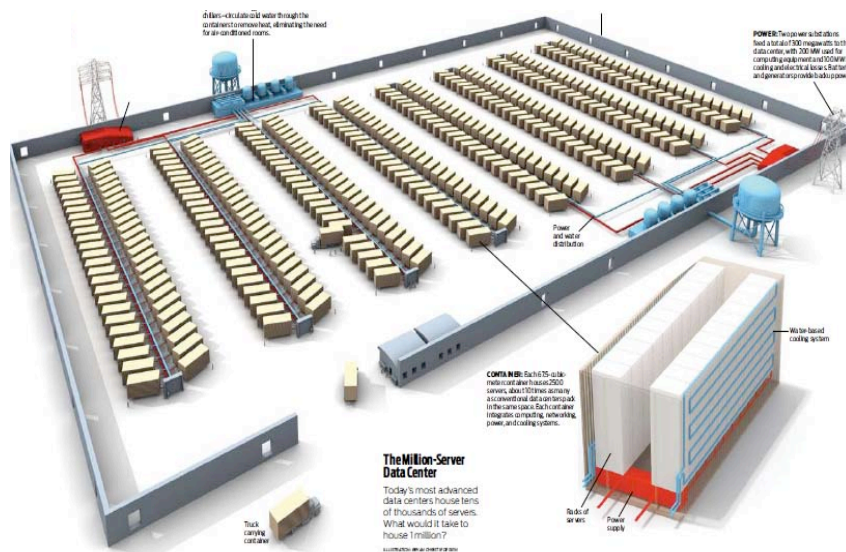 chillers—circulate cold water through the
containers to remove heat, eliminating the need
for air-conditioned rooms.
POWER: Two power substations
feed a total of 300 megawatts to the
data center, with 200 MW used for
computing equipment and 100 MW
cooling and electrical losses. Batter
and generators provide backup power
Power
and water
distribution
Water-based
cooling system
CONTAINER: Each 67.5-cubic-
meter container houses 2500
servers, about 10 times as many
as conventional data centers pack
in the same space. Each container
integrates computing, networking,
power, and cooling systems.
The Million-Server
Data Center
Today's most advanced
data centers house tens
of thousands of servers.
What would it take to
house 1 million?
Racks of
servers
Power
supply
Truck
carrying
container